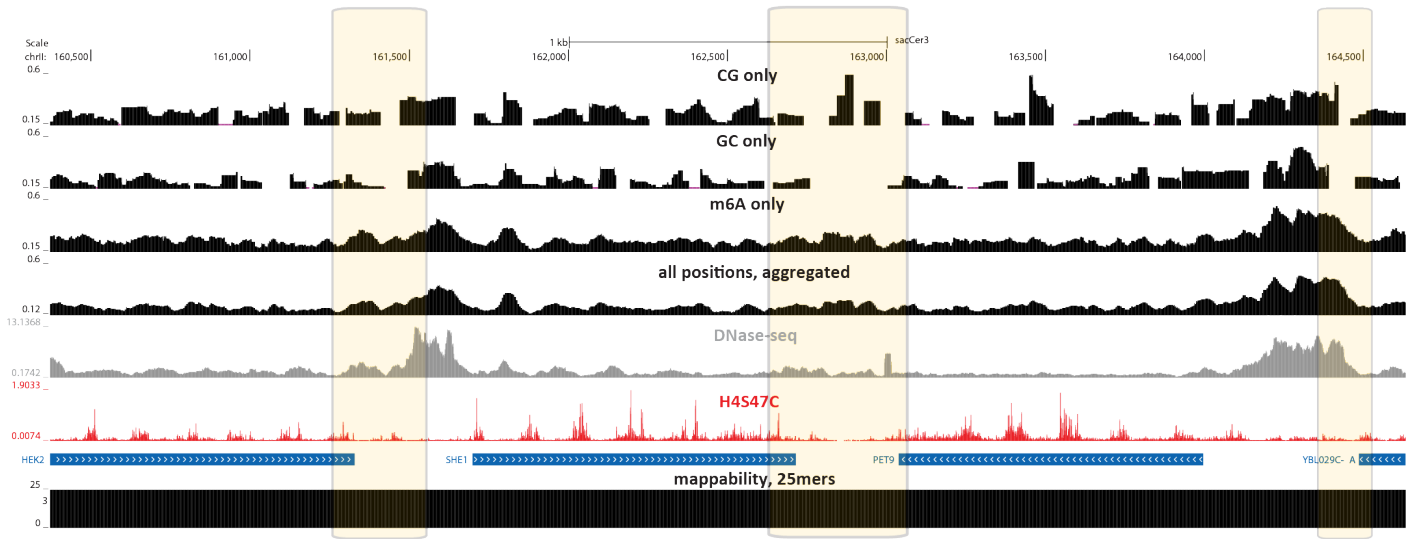 Scale
1 kb
sacCer3
chrII:
160,500
161,000
161,500
162,000
162,500
163,000
163,500
164,000
164,500
0.6
CG only
0.15
0.6
GC only
0.15
0.6
m6A only
0.15
0.6
all positions, aggregated
0.12
13.1368
DNase-seq
0.1742
1.9033
H4S47C
0.0074
HEK2
SHE1
PET9
YBL029C- A
mappability, 25mers
25
3
0